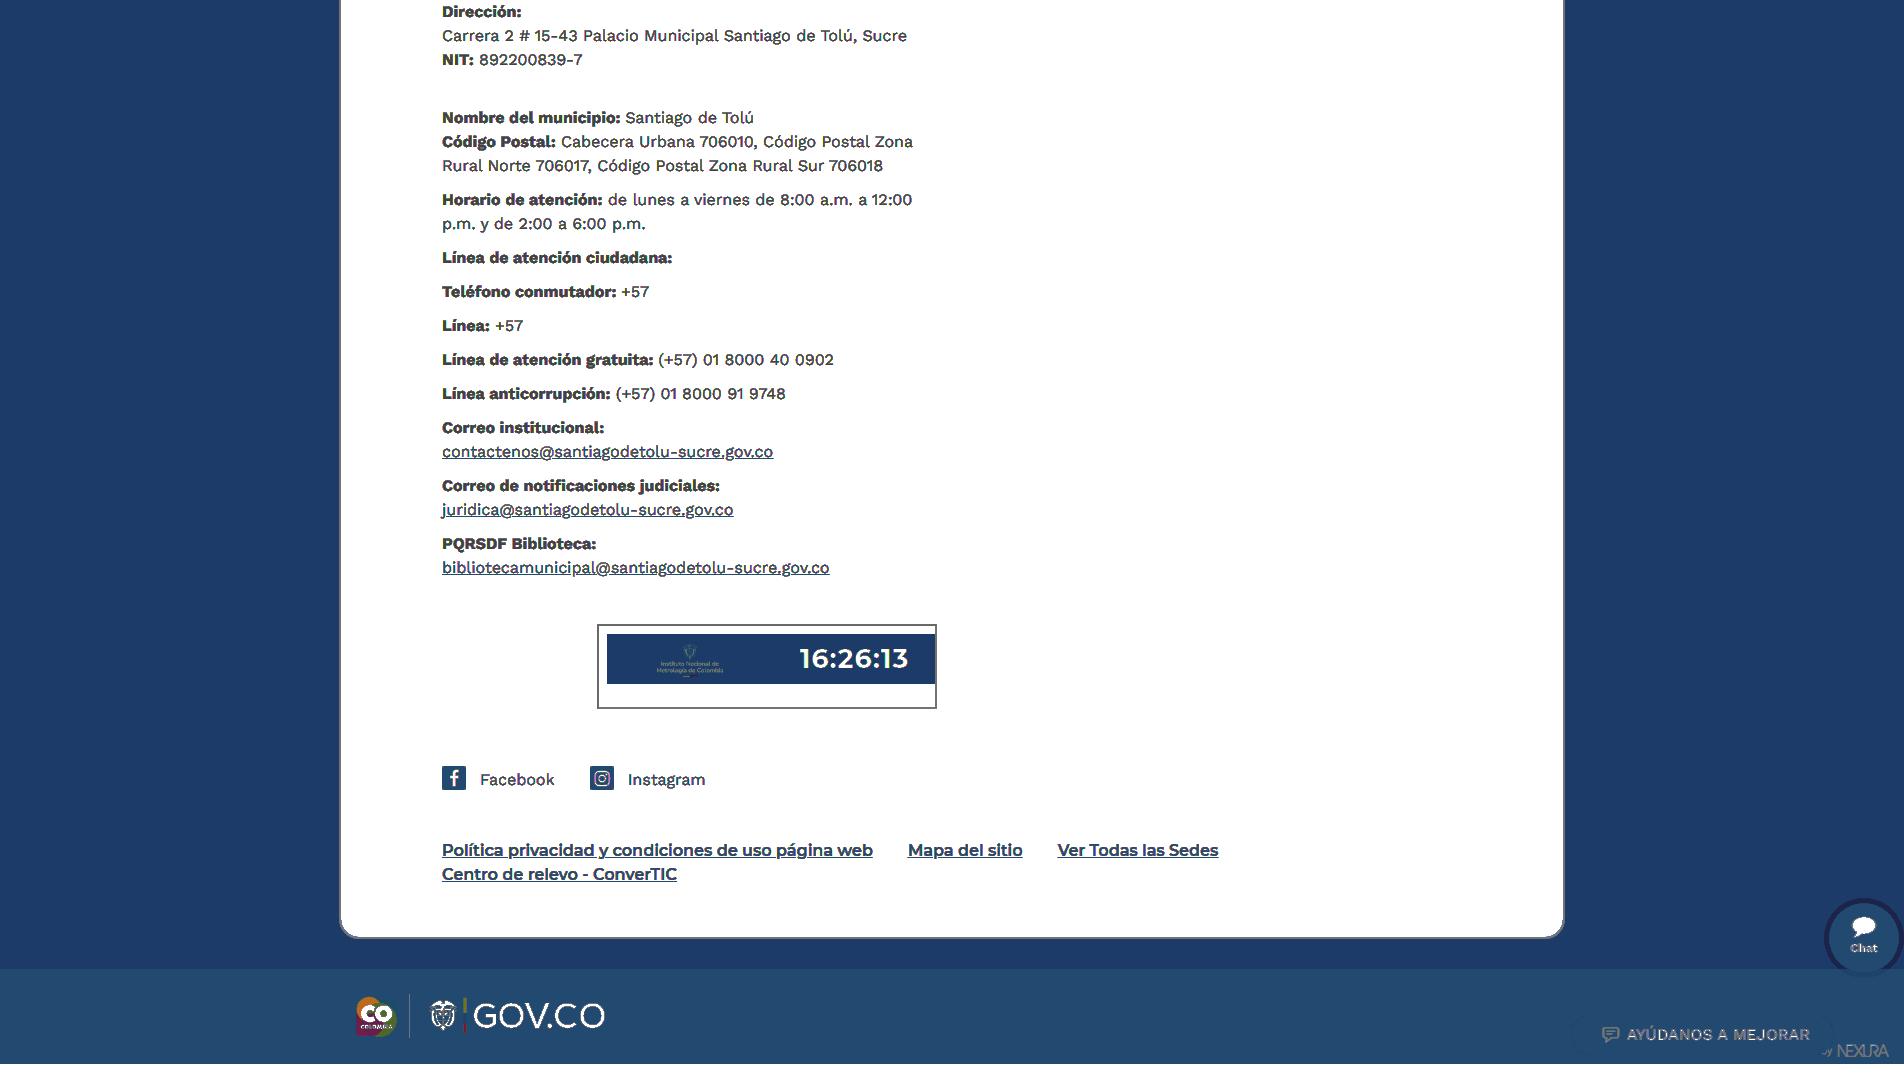 Dirección:
Carrera 2 # 15-43 Palacio Municipal Santiago de Tolú, Sucre
NIT: 892200839-7
Nombre del municipio: Santiago de Tolú
Código Postal: Cabecera Urbana 706010, Código Postal Zona
Rural Norte 706017, Código Postal Zona Rural Sur 706018
Horario de atención: de lunes a viernes de 8:00 a.m. a 12:00
p.m. y de 2:00 a 6:00 p.m.
Línea de atención ciudadana:
Teléfono conmutador: +57
Línea: +57
Línea de atención gratuita: (+57) 01 8000 40 0902
Línea anticorrupción: (+57) 01 8000 91 9748
Correo institucional:
contactenos@santiagodetolu-sucre.gov.co
Correo de notificaciones judiciales:
juridica@santiagodetolu-sucre.gov.co
PQRSDF Biblioteca:
bibliotecamunicipal@santiagodetolu-sucre.gov.co
Instituto Nacional de
Metrología de Colombia
16:26:13
Facebook Instagram
Política privacidad y condiciones de uso página web Mapa del sitio Ver Todas las Sedes
Centro de relevo - ConverTIC
Chat
CO
COLOMBIA
GOV.CO
AYÚDANOS A MEJORAR
NEXURA